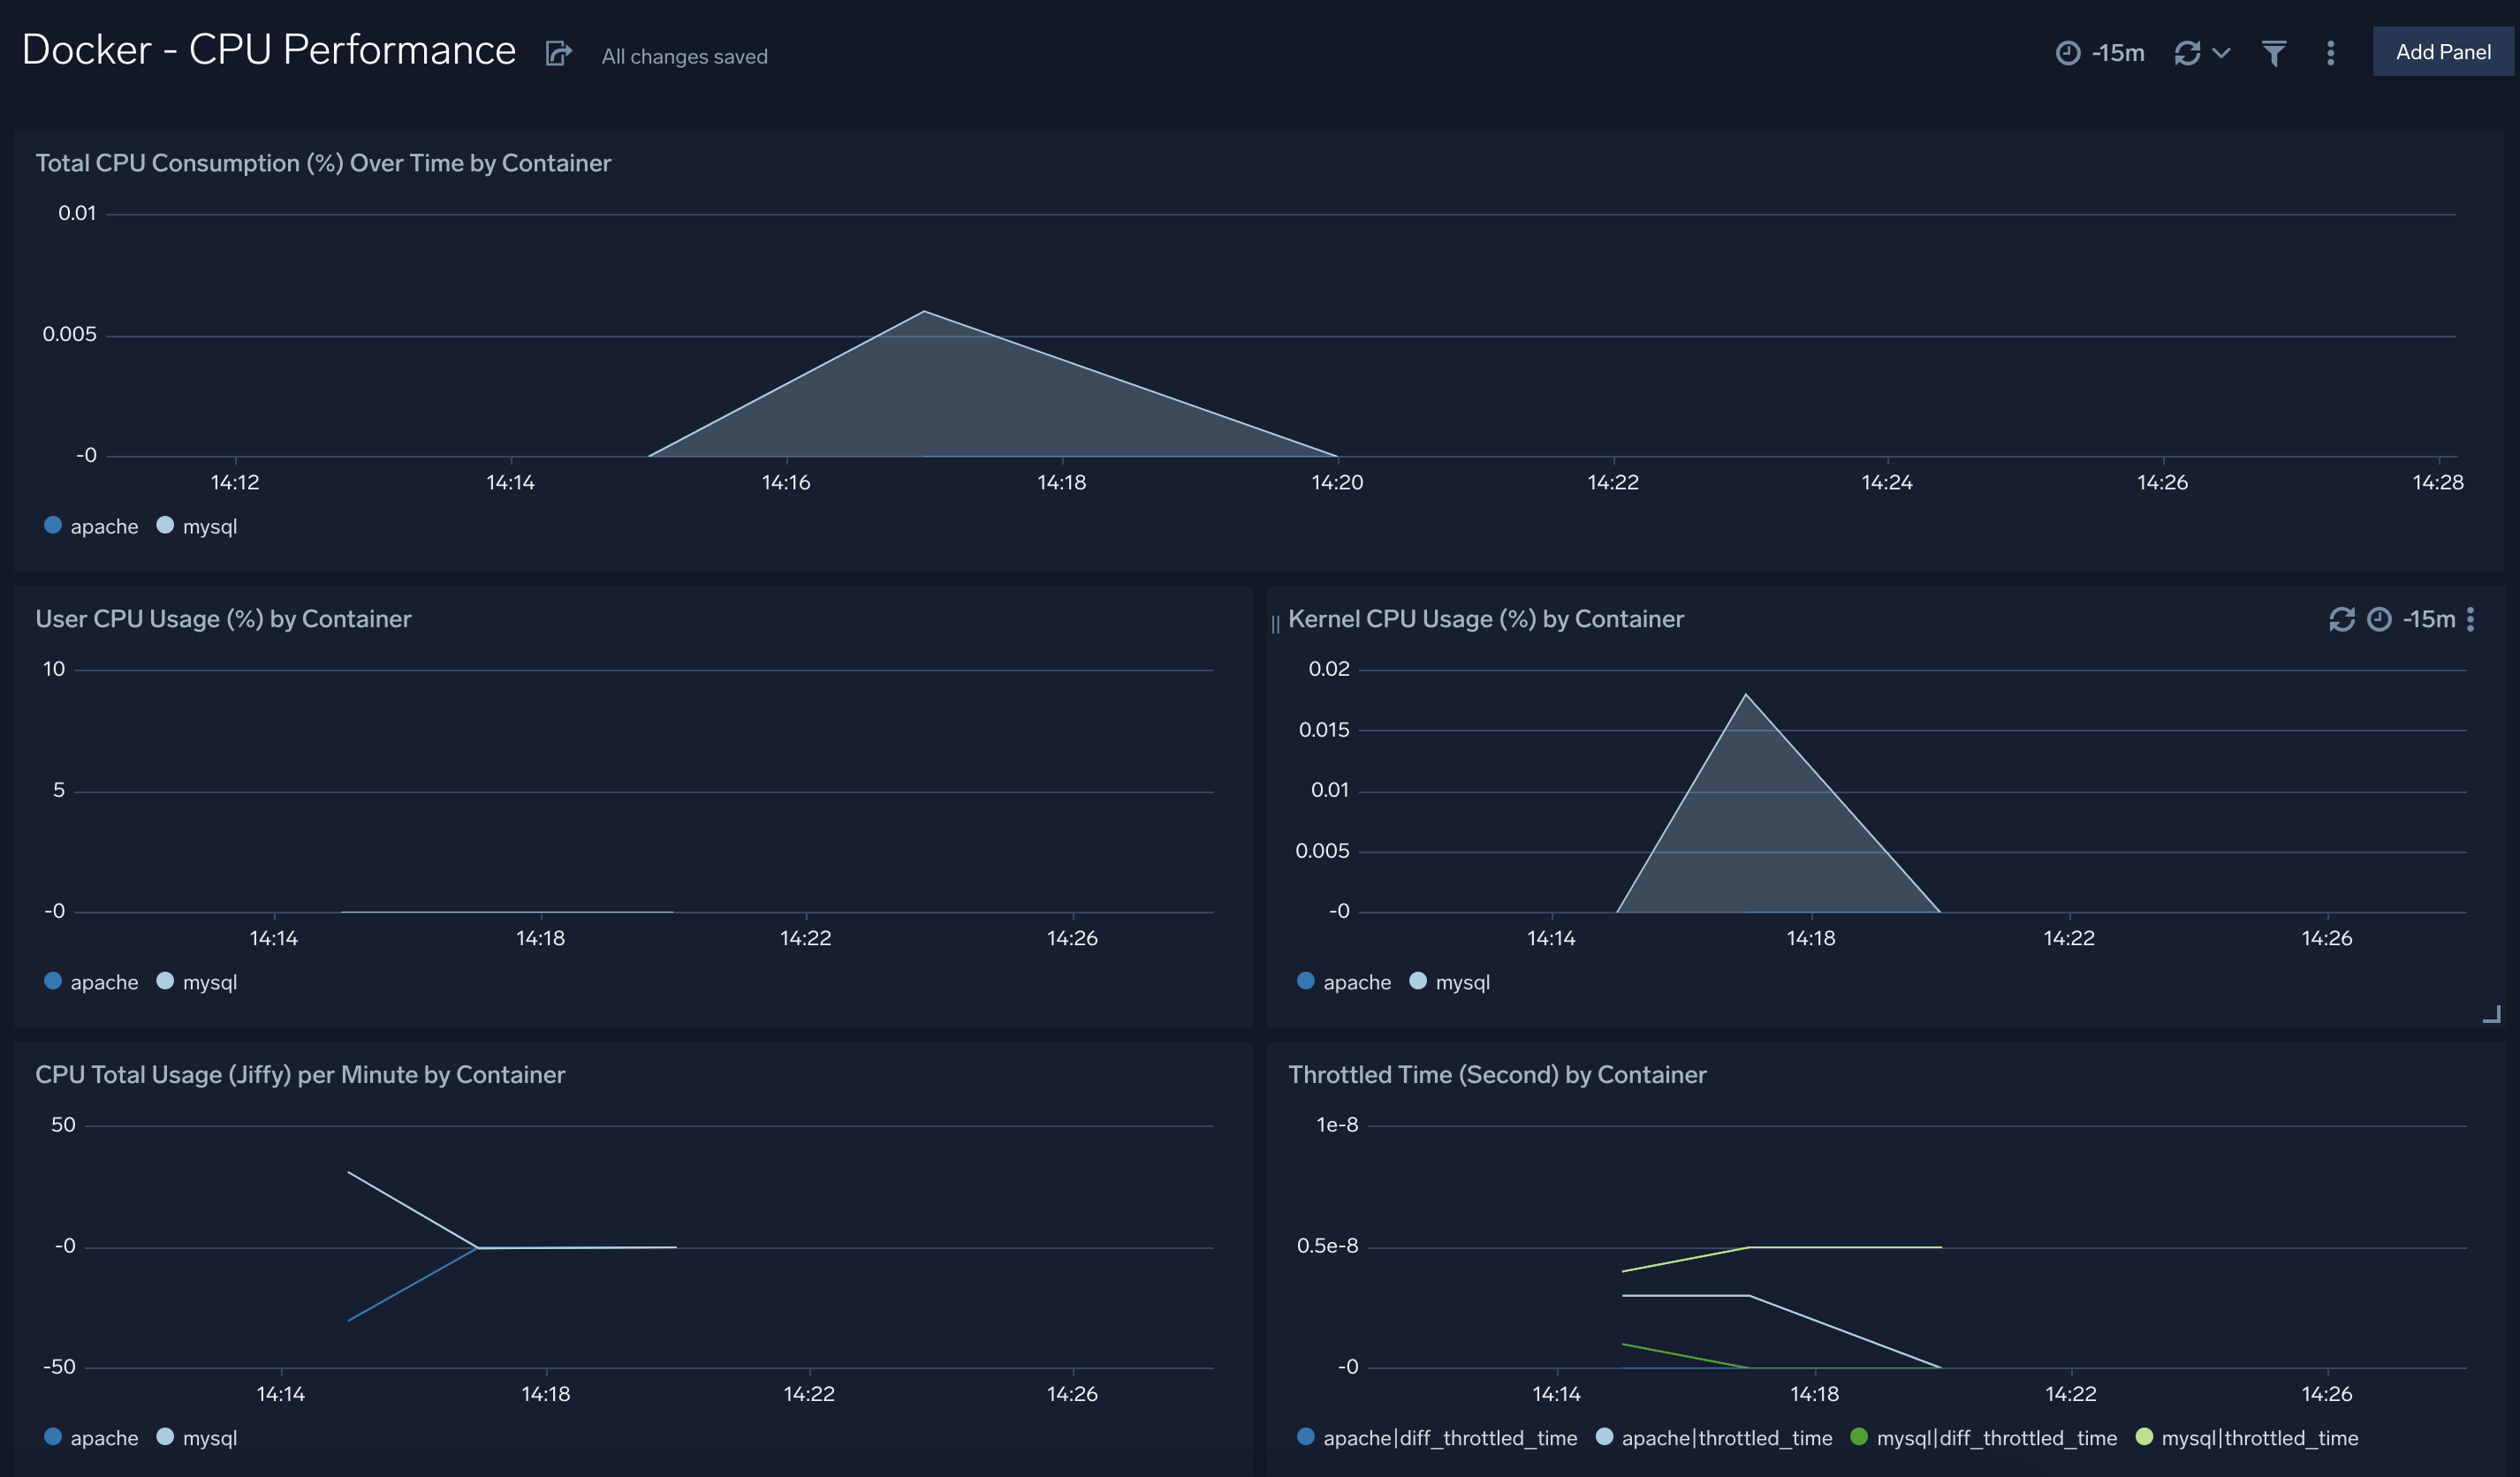 Docker - CPU Performance
All changes saved
-15m
Add Panel
Total CPU Consumption (%) Over Time by Container
0.01
0.005
-0
14:12 14:14 14:16 14:18 14:20 14:22 14:24 14:26 14:28
apache mysql
User CPU Usage (%) by Container
10
5
-0
14:14 14:18 14:22 14:26
apache mysql
Kernel CPU Usage (%) by Container
-15m
0.02
0.015
0.01
0.005
-0
14:14 14:18 14:22 14:26
apache mysql
CPU Total Usage (Jiffy) per Minute by Container
50
-0
-50
14:14 14:18 14:22 14:26
apache mysql
Throttled Time (Second) by Container
1e-8
0.5e-8
-0
14:14 14:18 14:22 14:26
apache|diff_throttled_time apache|throttled_time mysql|diff_throttled_time mysql|throttled_time